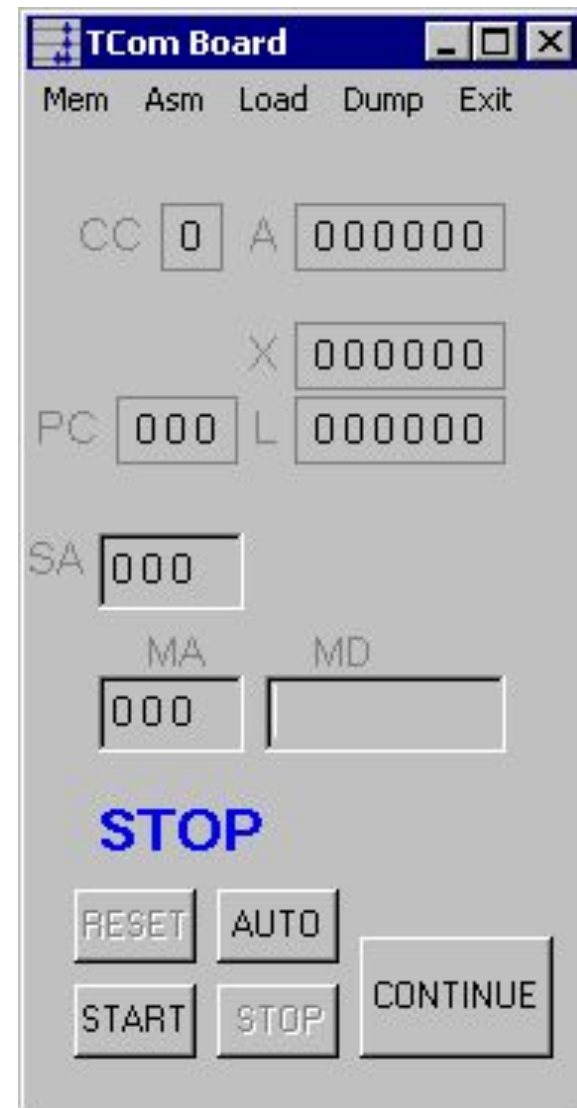 TCom Board
Mem Asm Load Dump Exit
CC 0 A 000000
X 000000
PC 000 L 000000
SA 000
MA MD
000
STOP
RESET AUTO
CONTINUE
START STOP